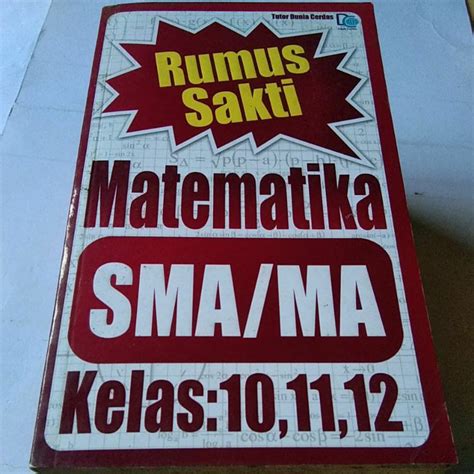 Tutor Dunia Cerdas
Rumus
Sakti
Matematika
SMA/MA
Kelas:10,11,12